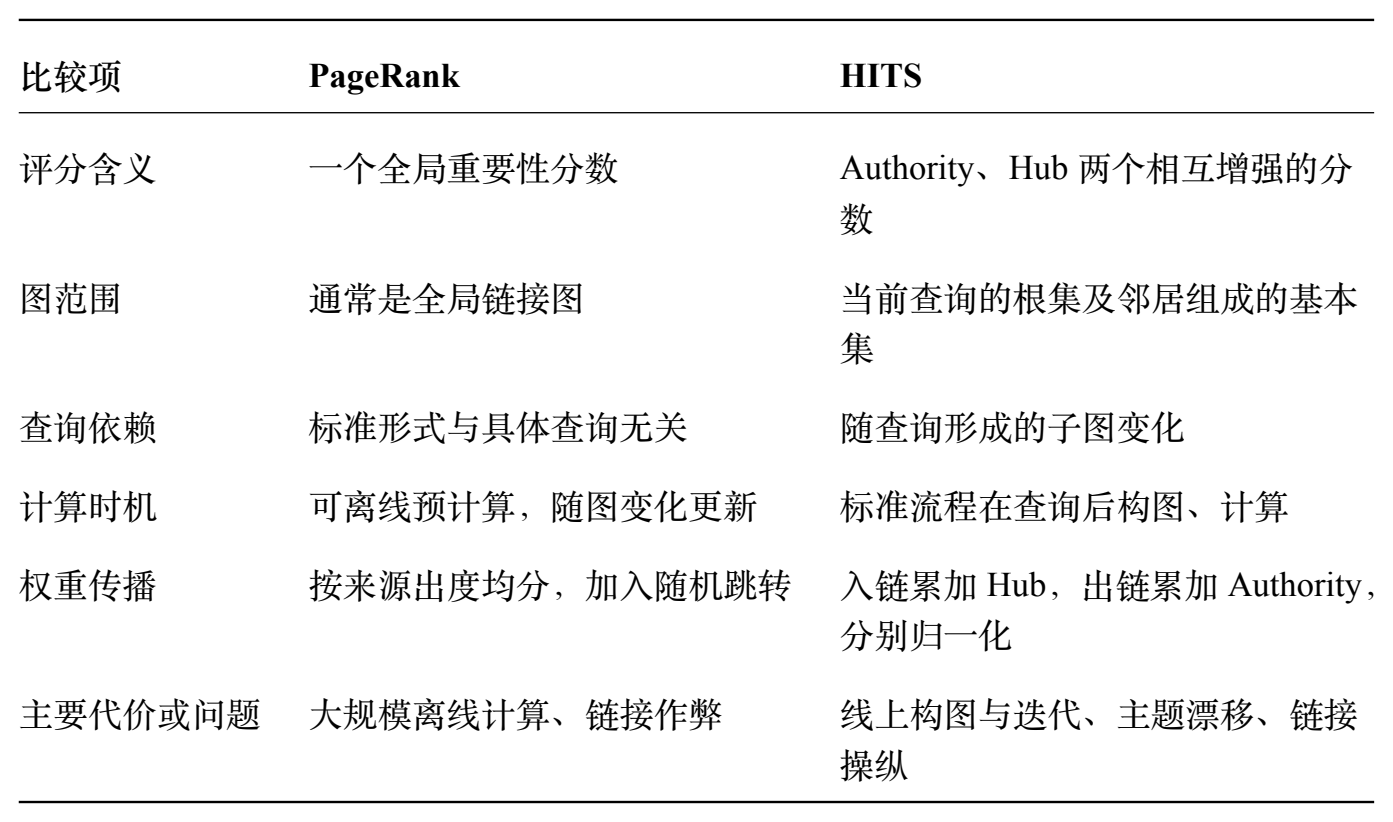 比较项 PageRank HITS
评分含义 一个全局重要性分数 Authority、Hub 两个相互增强的分
数
图范围 通常是全局链接图 当前查询的根集及邻居组成的基本
集
查询依赖 标准形式与具体查询无关 随查询形成的子图变化
计算时机 可离线预计算，随图变化更新 标准流程在查询后构图、计算
权重传播 按来源出度均分，加入随机跳转 入链累加 Hub，出链累加 Authority，
分别归一化
主要代价或问题 大规模离线计算、链接作弊 线上构图与迭代、主题漂移、链接
操纵